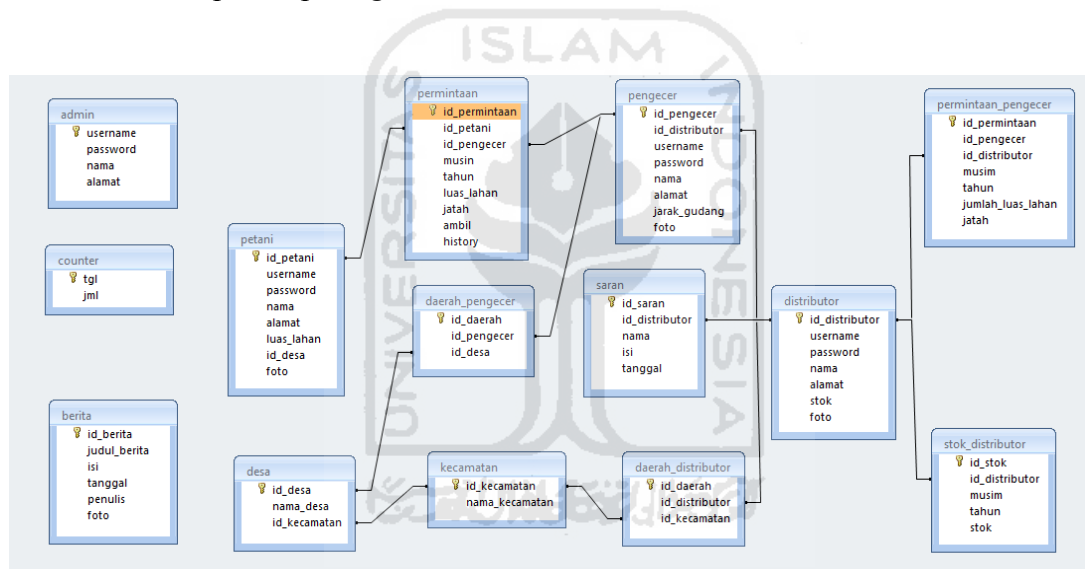 ISLAM
UNIVERSITAS
INDONESIA
admin
username
password
nama
alamat
counter
tgl
jml
berita
id_berita
judul_berita
isi
tanggal
penulis
foto
petani
id_petani
username
password
nama
alamat
luas_lahan
id_desa
foto
desa
id_desa
nama_desa
id_kecamatan
permintaan
id_permintaan
id_petani
id_pengecer
musin
tahun
luas_lahan
jatah
ambil
history
daerah_pengecer
id_daerah
id_pengecer
id_desa
kecamatan
id_kecamatan
nama_kecamatan
pengecer
id_pengecer
id_distributor
username
password
nama
alamat
jarak_gudang
foto
saran
id_saran
id_distributor
nama
isi
tanggal
daerah_distributor
id_daerah
id_distributor
id_kecamatan
distributor
id_distributor
username
password
nama
alamat
stok
foto
permintaan_pengecer
id_permintaan
id_pengecer
id_distributor
musim
tahun
jumlah_luas_lahan
jatah
stok_distributor
id_stok
id_distributor
musim
tahun
stok